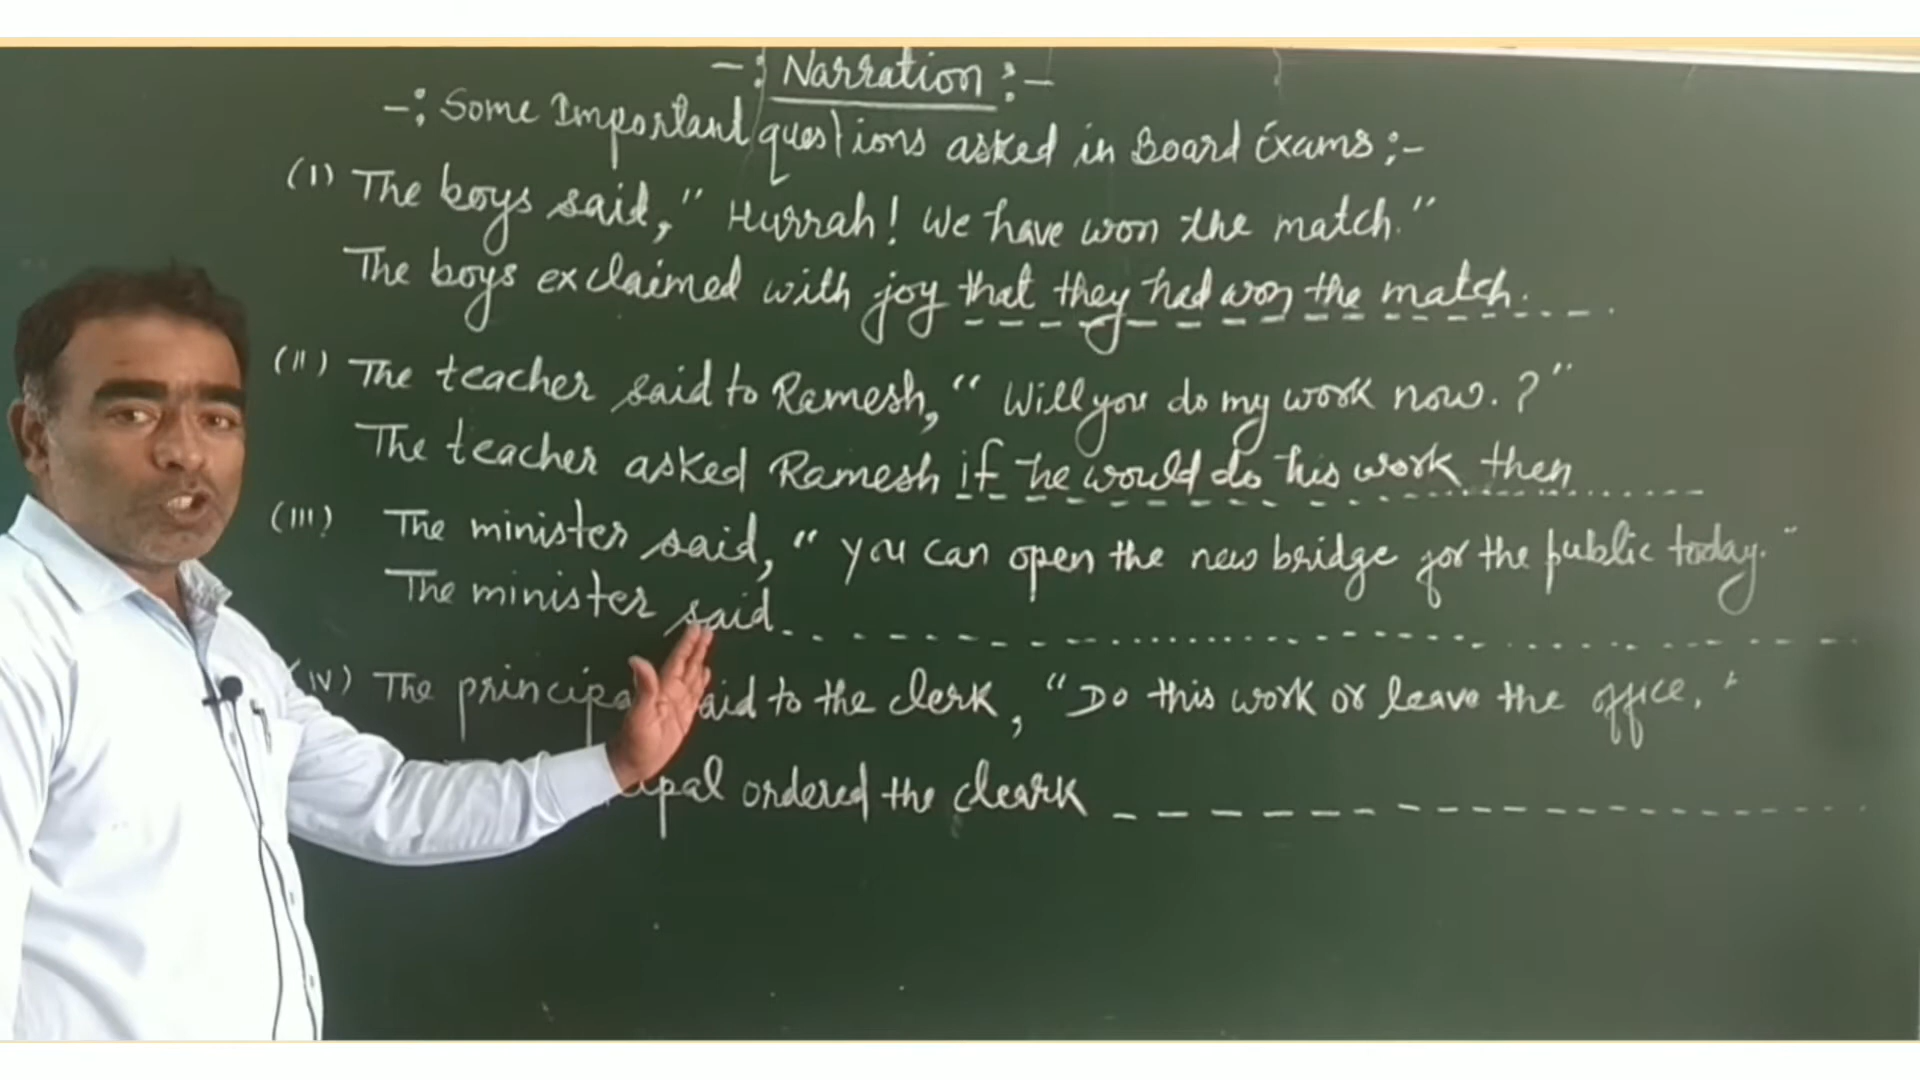 -: Narration :-
-: Some Important questions asked in Board Exams :-
(I) The boys said, " Hurrah! We have won the match."
The boys exclaimed with joy that they had won the match.
(II) The teacher said to Ramesh, " Will you do my work now. ?"
The teacher asked Ramesh if he would do his work then
(III) The minister said, " you can open the new bridge for the public today."
The minister said
(IV) The said to the clerk, " Do this work or leave the office."
ordered the cleark